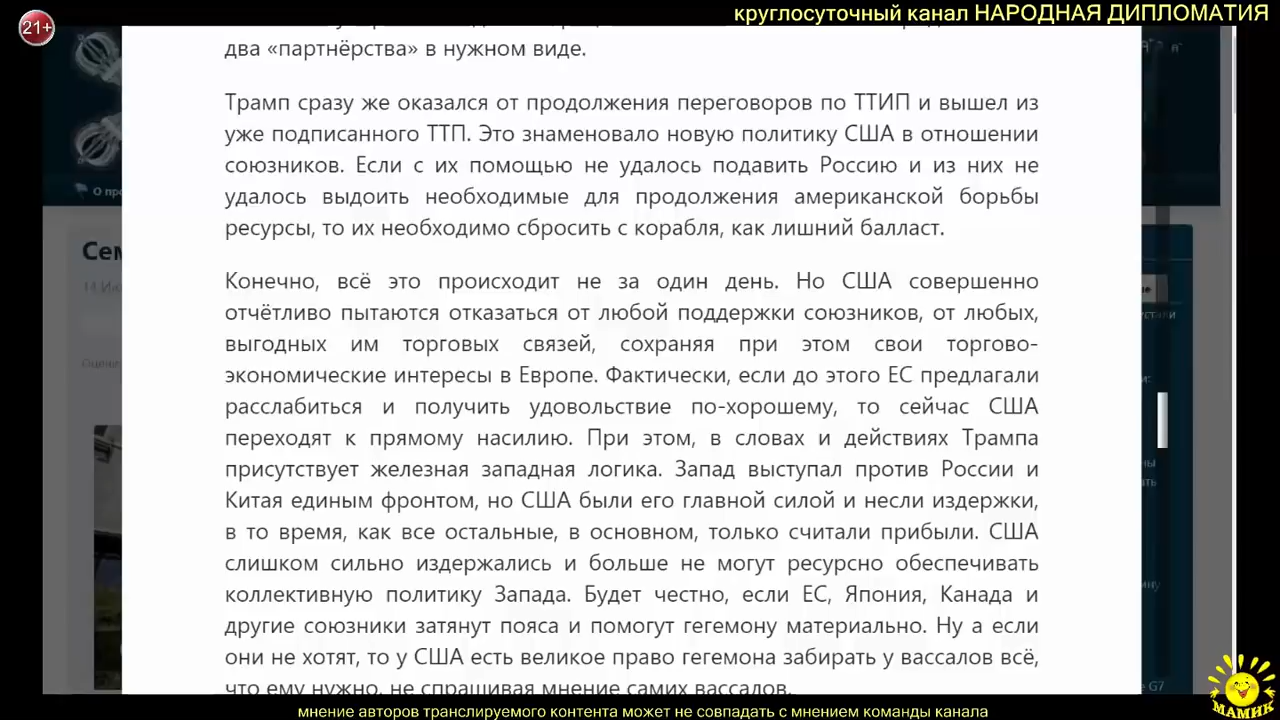 круглосуточный канал НАРОДНАЯ ДИПЛОМАТИЯ
21+
два «партнёрства» в нужном виде.
Трамп сразу же оказался от продолжения переговоров по ТТИП и вышел из
уже подписанного ТТП. Это знаменовало новую политику США в отношении
союзников. Если с их помощью не удалось подавить Россию и из них не
удалось выдоить необходимые для продолжения американской борьбы
ресурсы, то их необходимо сбросить с корабля, как лишний балласт.
Конечно, всё это происходит не за один день. Но США совершенно
отчётливо пытаются отказаться от любой поддержки союзников, от любых,
выгодных им торговых связей, сохраняя при этом свои торгово-
экономические интересы в Европе. Фактически, если до этого ЕС предлагали
расслабиться и получить удовольствие по-хорошему, то сейчас США
переходят к прямому насилию. При этом, в словах и действиях Трампа
присутствует железная западная логика. Запад выступал против России и
Китая единым фронтом, но США были его главной силой и несли издержки,
в то время, как все остальные, в основном, только считали прибыли. США
слишком сильно издержались и больше не могут ресурсно обеспечивать
коллективную политику Запада. Будет честно, если ЕС, Япония, Канада и
другие союзники затянут пояса и помогут гегемону материально. Ну а если
они не хотят, то у США есть великое право гегемона забирать у вассалов всё,
что ему нужно, не спрашивая мнение самих вассалов.
О
G7
МАМИК
мнение авторов транслируемого контента может не совпадать с мнением команды канала